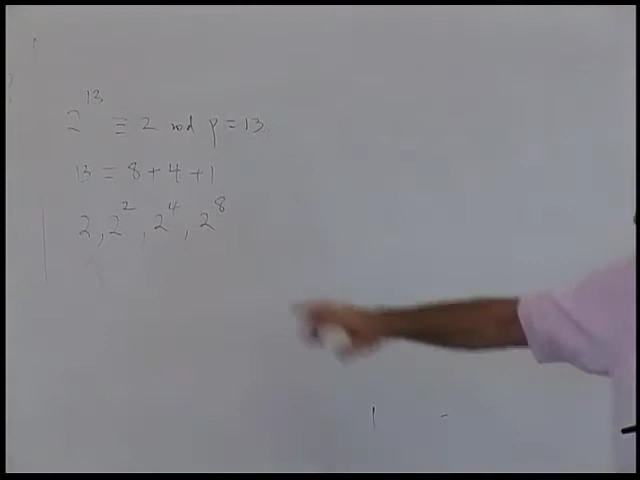 2^13 ≡ 2 mod p = 13
13 = 8 + 4 + 1
2, 2^2, 2^4, 2^8